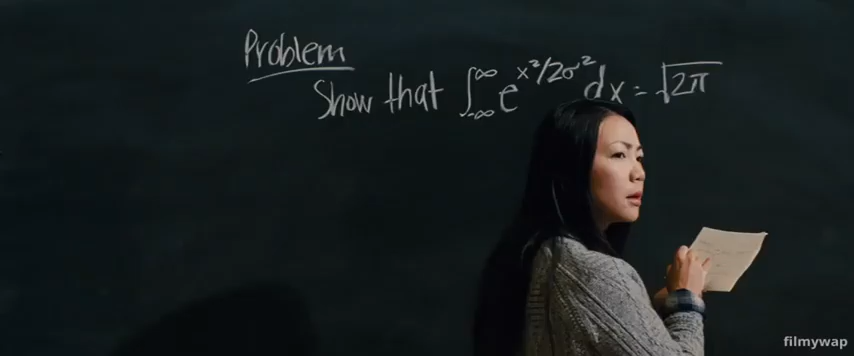 Problem
Show that ∫_{-∞}^{∞} e^{x²/2σ²} dx = √2π
filmywap